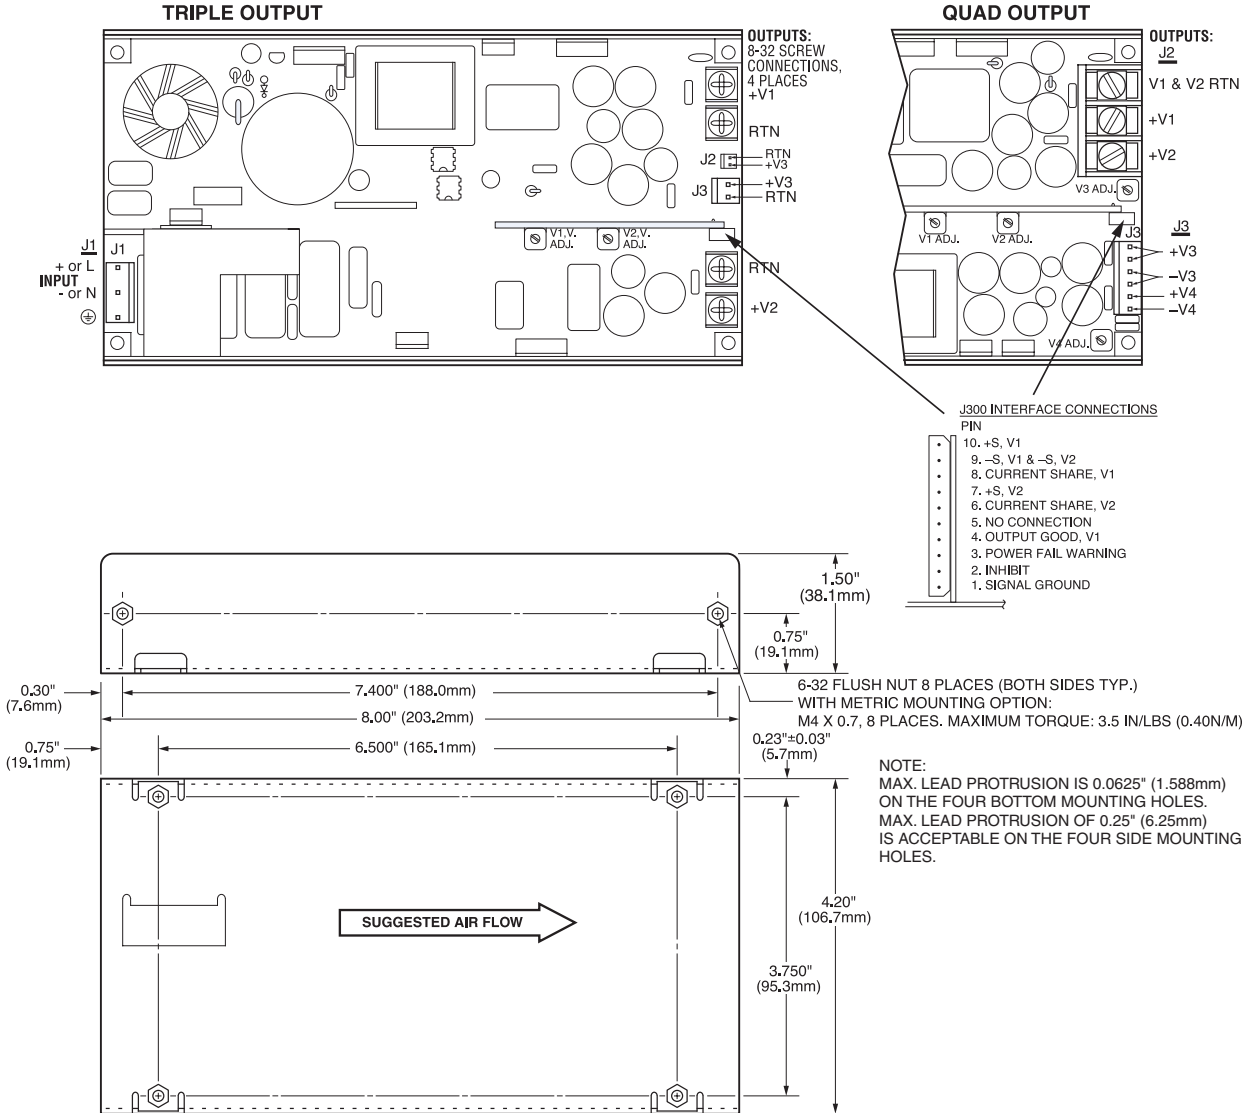 TRIPLE OUTPUT
OUTPUTS:
8-32 SCREW
CONNECTIONS,
4 PLACES
+V1
RTN
J2
RTN
+V3
J3
+V3
RTN
V1,V.
ADJ.
V2,V.
ADJ.
RTN
+V2
J1
J1
+ or L
INPUT
- or N
QUAD OUTPUT
OUTPUTS:
J2
V1 & V2 RTN
+V1
+V2
V3 ADJ.
V1 ADJ.
V2 ADJ.
J3
J3
+V3
–V3
+V4
–V4
V4 ADJ.
J300 INTERFACE CONNECTIONS
PIN
10. +S, V1
9. –S, V1 & –S, V2
8. CURRENT SHARE, V1
7. +S, V2
6. CURRENT SHARE, V2
5. NO CONNECTION
4. OUTPUT GOOD, V1
3. POWER FAIL WARNING
2. INHIBIT
1. SIGNAL GROUND
1.50"
(38.1mm)
0.75"
(19.1mm)
0.30"
(7.6mm)
7.400" (188.0mm)
8.00" (203.2mm)
6-32 FLUSH NUT 8 PLACES (BOTH SIDES TYP.)
WITH METRIC MOUNTING OPTION:
M4 X 0.7, 8 PLACES. MAXIMUM TORQUE: 3.5 IN/LBS (0.40N/M)
0.75"
(19.1mm)
6.500" (165.1mm)
0.23"±0.03"
(5.7mm)
NOTE:
MAX. LEAD PROTRUSION IS 0.0625" (1.588mm)
ON THE FOUR BOTTOM MOUNTING HOLES.
MAX. LEAD PROTRUSION OF 0.25" (6.25mm)
IS ACCEPTABLE ON THE FOUR SIDE MOUNTING
HOLES.
SUGGESTED AIR FLOW
4.20"
(106.7mm)
3.750"
(95.3mm)